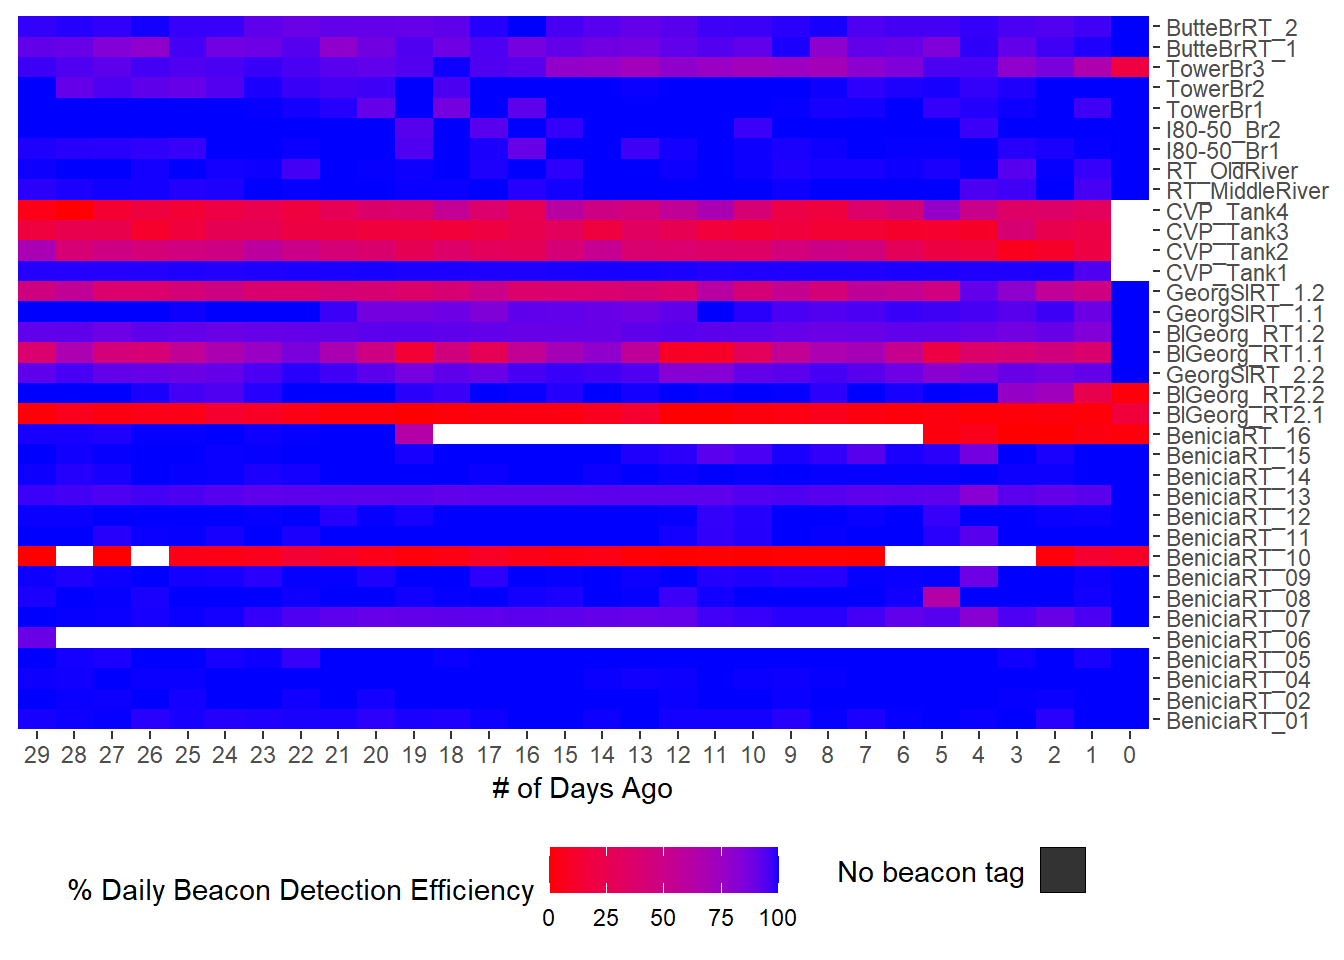 ButteBrRT_2
ButteBrRT_1
TowerBr3
TowerBr2
TowerBr1
I80-50_Br2
I80-50_Br1
RT_OldRiver
RT_MiddleRiver
CVP_Tank4
CVP_Tank3
CVP_Tank2
CVP_Tank1
GeorgSlRT_1.2
GeorgSlRT_1.1
BlGeorg_RT1.2
BlGeorg_RT1.1
GeorgSlRT_2.2
BlGeorg_RT2.2
BlGeorg_RT2.1
BeniciaRT_16
BeniciaRT_15
BeniciaRT_14
BeniciaRT_13
BeniciaRT_12
BeniciaRT_11
BeniciaRT_10
BeniciaRT_09
BeniciaRT_08
BeniciaRT_07
BeniciaRT_06
BeniciaRT_05
BeniciaRT_04
BeniciaRT_02
BeniciaRT_01
29 28 27 26 25 24 23 22 21 20 19 18 17 16 15 14 13 12 11 10 9 8 7 6 5 4 3 2 1 0
# of Days Ago
% Daily Beacon Detection Efficiency
0 25 50 75 100
No beacon tag